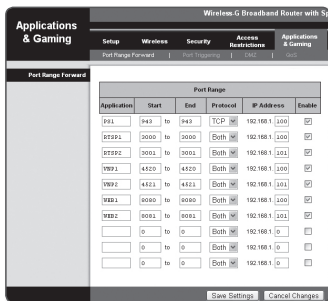 Wireless-G Broadband Router with Sp
Applications & Gaming
Setup Wireless Security Access Restrictions Applications & Gaming
Port Range Forward | Port Triggering | DMZ | QoS
Port Range Forward
Port Range
Application Start End Protocol IP Address Enable
PS1 943 to 943 TCP 192.168.1. 100
RTSP1 3000 to 3000 Both 192.168.1. 100
RTSP2 3001 to 3001 Both 192.168.1. 101
VNP1 4520 to 4520 Both 192.168.1. 100
VNP2 4521 to 4521 Both 192.168.1. 101
WEB1 8080 to 8080 Both 192.168.1. 100
WEB2 8081 to 8081 Both 192.168.1. 101
0 to 0 Both 192.168.1. 0
0 to 0 Both 192.168.1. 0
0 to 0 Both 192.168.1. 0
Save Settings Cancel Changes